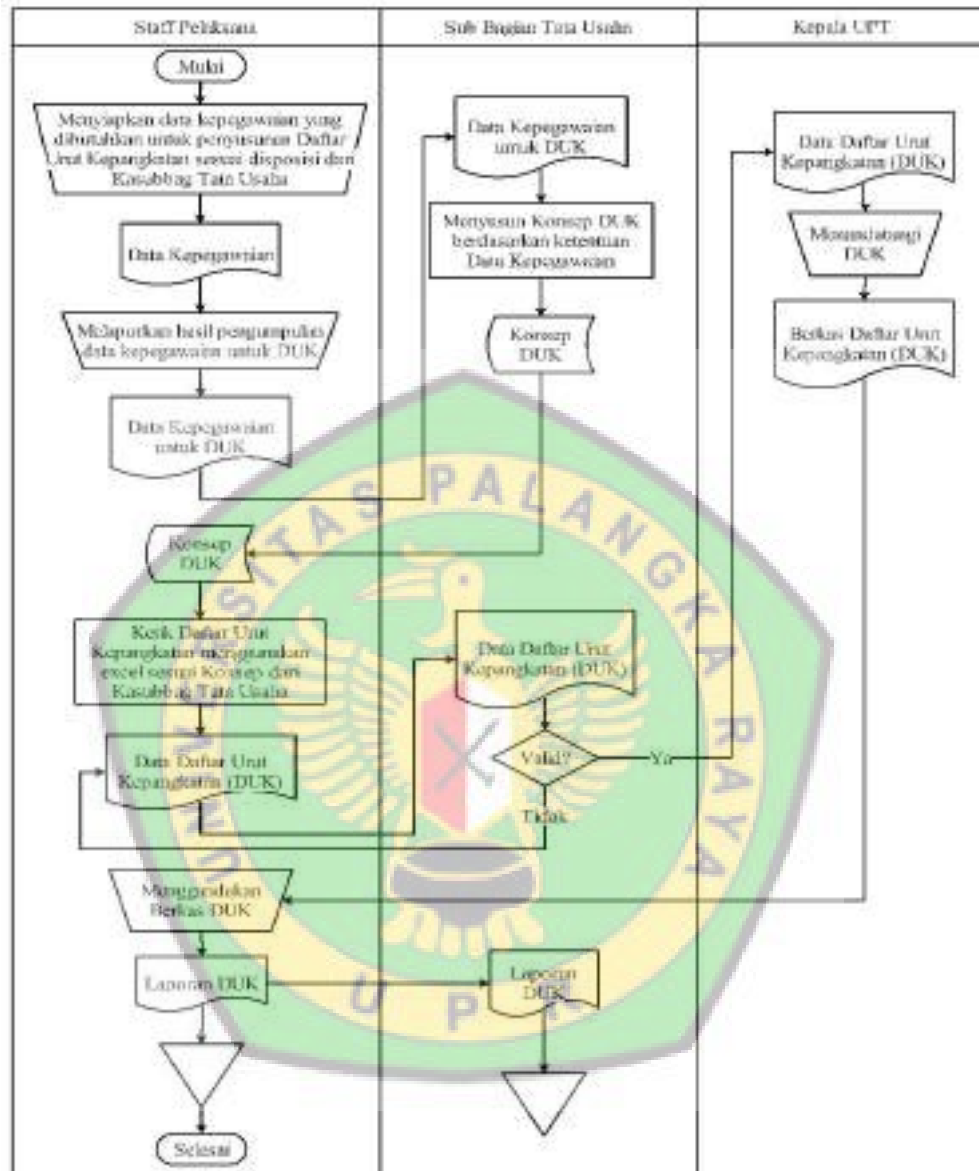 Staff Pelaksana
Sub Bagian Tata Usaha
Kepala UPT
Mulai
Menyiapkan data kepegawaian yang
dibutuhkan untuk penyusunan Daftar
Urut Kepangkatan sesuai disposisi dari
Kasubbag Tata Usaha
Data Kepegawaian
Melaporkan hasil pengumpulan
data kepegawaian untuk DUK
Data Kepegawaian
untuk DUK
Data Kepegawaian
untuk DUK
Menyusun Konsep DUK
berdasarkan ketentuan
Data Kepegawaian
Konsep
DUK
Data Daftar Urut
Kepangkatan (DUK)
DUK
Berkas Daftar Urut
Kepangkatan (DUK)
Konsep
DUK
Ketik Daftar Urut
Kepangkatan menggunakan
excel sesuai Konsep dari
Kasubbag Tata Usaha
Data Daftar Urut
Kepangkatan (DUK)
Data Daftar Urut
Kepangkatan (DUK)
Valid?
Ya
Tidak
Menggandakan
Berkas DUK
Laporan DUK
Laporan
DUK
Selesai
UNIVERSITAS PALANGKA RAYA
UPR